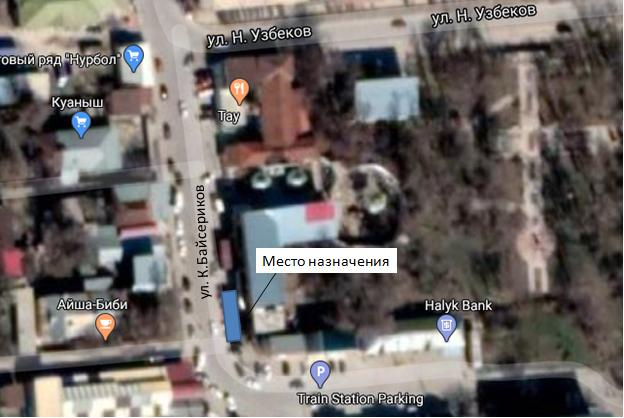 ул. Н. Узбеков
ул. Н. Узбеков
говый ряд "Нурбол"
Куаныш
Тау
ул. К.Байсериков
Место назначения
Айша-Биби
Halyk Bank
Train Station Parking